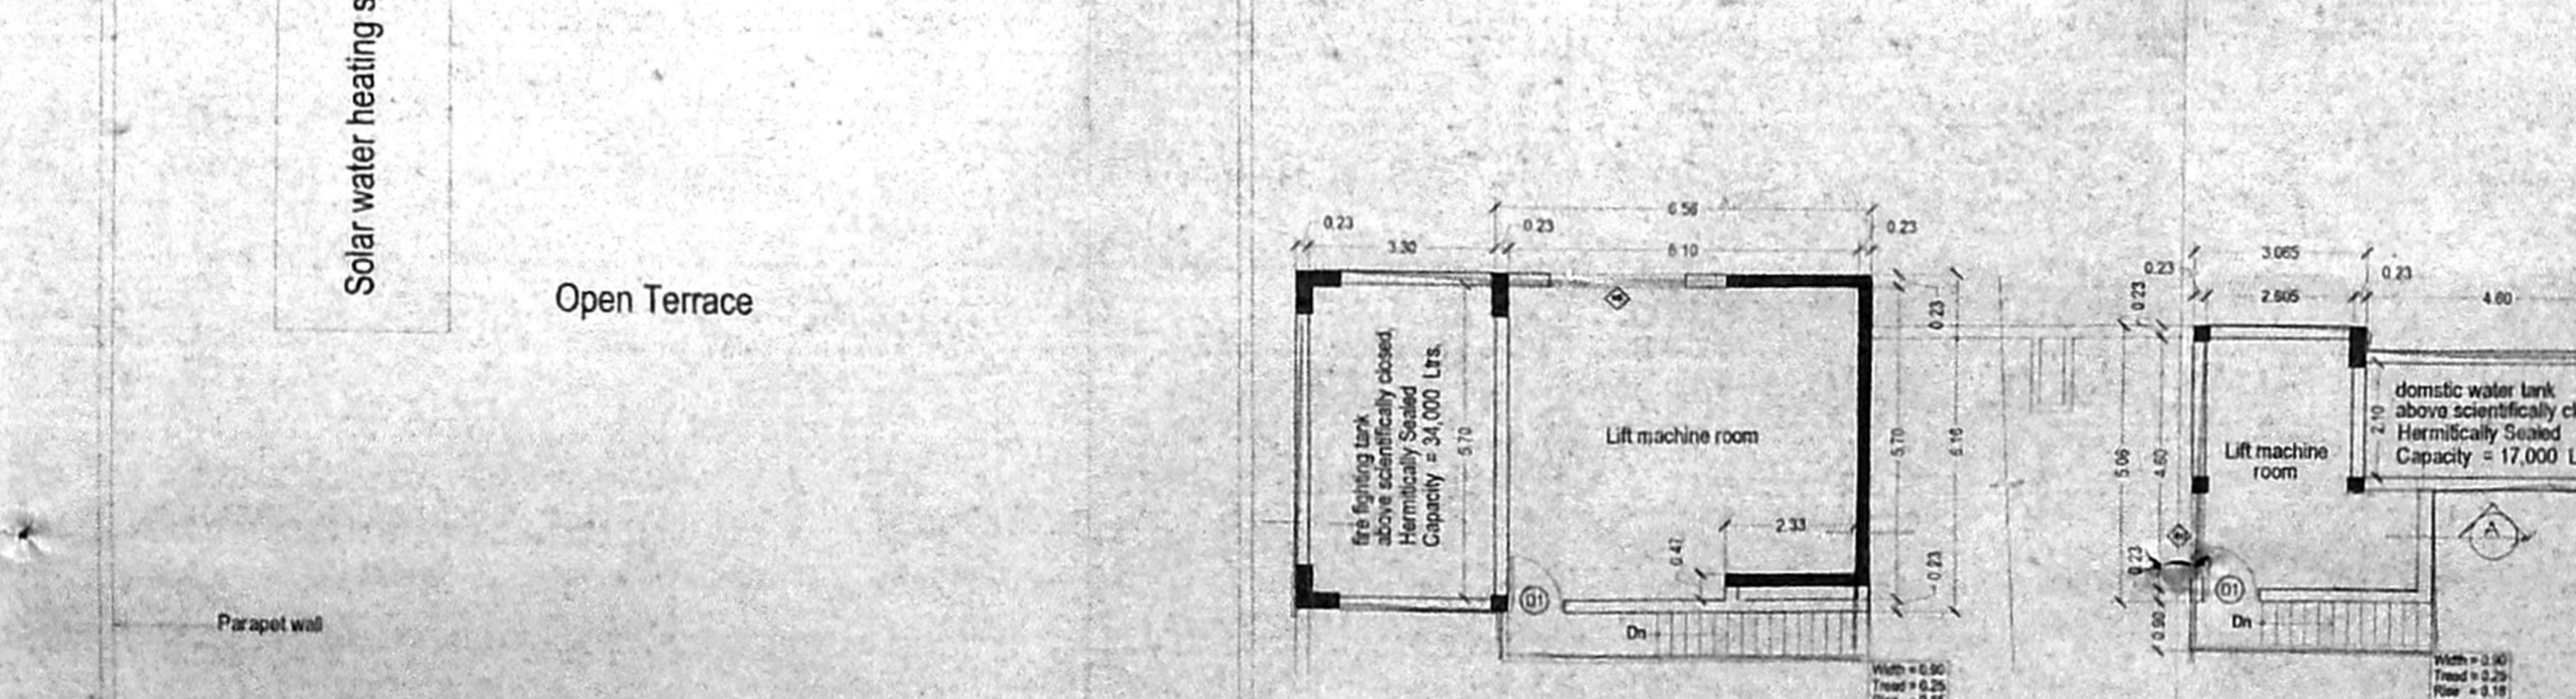 Solar water heating s
Open Terrace
Parapet wall
6.56
0.23
0.23
0.23
3.30
6.10
fire fighting tank
above scientifically closed,
Hermitically Sealed
Capacity = 34,000 Ltrs.
5.70
Lift machine room
2.33
0.47
D1
Dn
0.23
5.70
6.16
0.23
Width = 0.90
Tread = 0.25
3.065
0.23
0.23
0.23
2.605
4.60
5.06
4.60
0.23
0.90
Lift machine
room
2.10
domstic water tank
above scientifically cl
Hermitically Sealed
Capacity = 17,000 L
A
D1
Dn
Width = 0.90
Tread = 0.25
Rise = 0.18